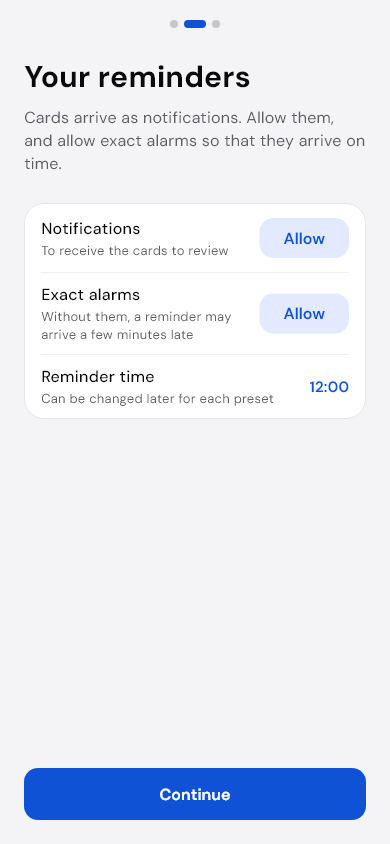 Your reminders
Cards arrive as notifications. Allow them,
and allow exact alarms so that they arrive on
time.
Notifications
To receive the cards to review
Allow
Exact alarms
Without them, a reminder may
arrive a few minutes late
Allow
Reminder time
Can be changed later for each preset
12:00
Continue